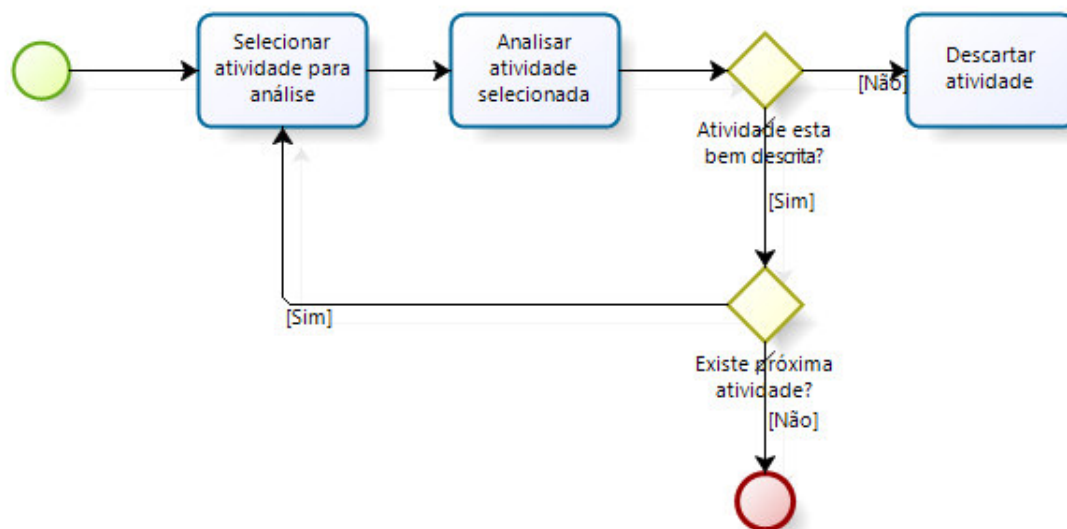 Selecionar
atividade para
análise
Analisar
atividade
selecionada
[Não]
Descartar
atividade
Atividade esta
bem descrita?
[Sim]
[Sim]
Existe próxima
atividade?
[Não]